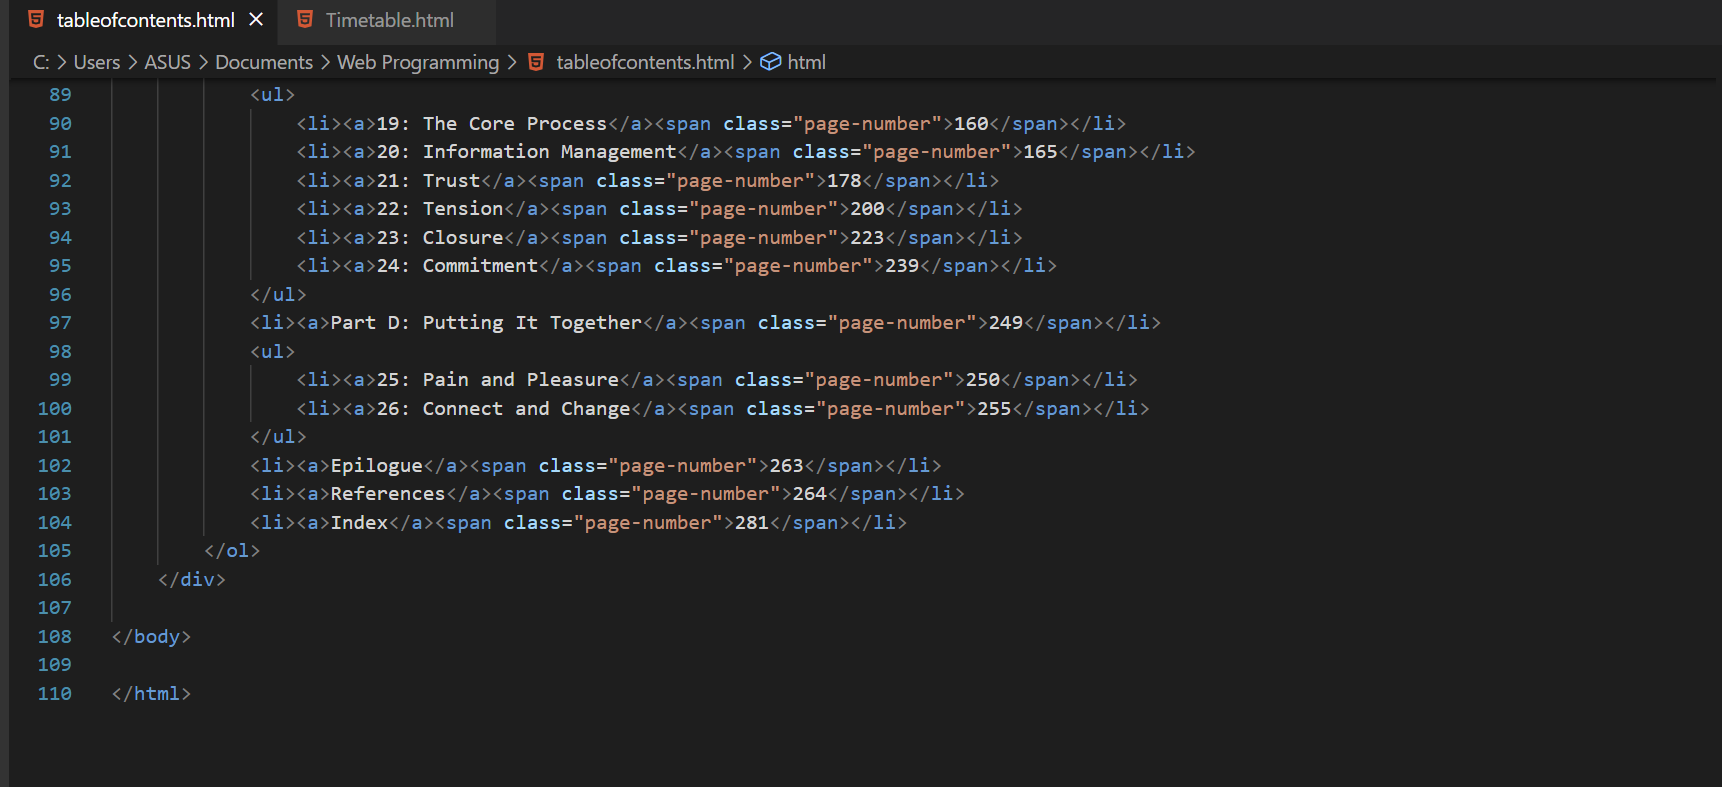 tableofcontents.html × Timetable.html
C: > Users > ASUS > Documents > Web Programming > tableofcontents.html > html
89 <ul>
90 <li><a>19: The Core Process</a><span class="page-number">160</span></li>
91 <li><a>20: Information Management</a><span class="page-number">165</span></li>
92 <li><a>21: Trust</a><span class="page-number">178</span></li>
93 <li><a>22: Tension</a><span class="page-number">200</span></li>
94 <li><a>23: Closure</a><span class="page-number">223</span></li>
95 <li><a>24: Commitment</a><span class="page-number">239</span></li>
96 </ul>
97 <li><a>Part D: Putting It Together</a><span class="page-number">249</span></li>
98 <ul>
99 <li><a>25: Pain and Pleasure</a><span class="page-number">250</span></li>
100 <li><a>26: Connect and Change</a><span class="page-number">255</span></li>
101 </ul>
102 <li><a>Epilogue</a><span class="page-number">263</span></li>
103 <li><a>References</a><span class="page-number">264</span></li>
104 <li><a>Index</a><span class="page-number">281</span></li>
105 </ol>
106 </div>
107
108 </body>
109
110 </html>